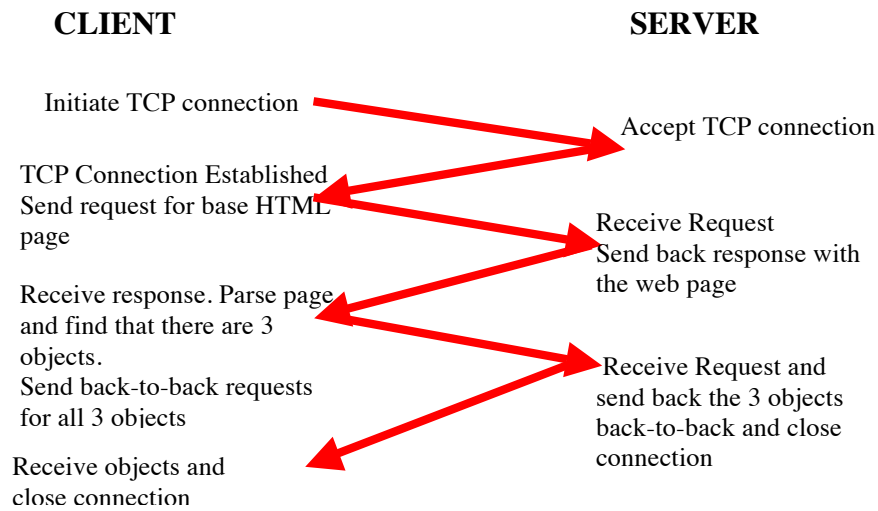 CLIENT
SERVER
Initiate TCP connection
Accept TCP connection
TCP Connection Established
Send request for base HTML
page
Receive Request
Send back response with
the web page
Receive response. Parse page
and find that there are 3
objects.
Send back-to-back requests
for all 3 objects
Receive Request and
send back the 3 objects
back-to-back and close
connection
Receive objects and
close connection